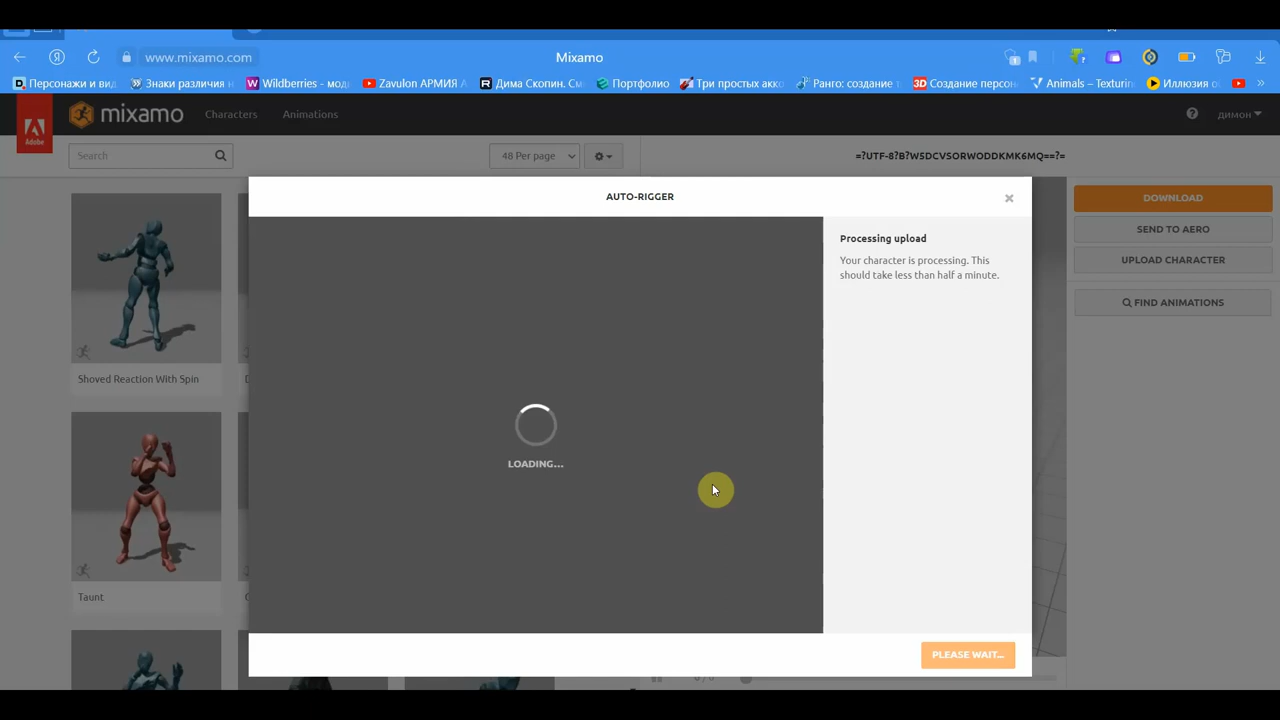 www.mixamo.com
Mixamo
Персонажи и вид
Знаки различия н
Wildberries – мод
Zavulon АРМИЯ
Дима Скопин. См
Портфолио
Три простых акко
Ранго: создание т
3D Создание персон
Animals – Texturin
Иллюзия о
Adobe
mixamo
Characters
Animations
димон
Search
48 Per page
=?UTF-8?B?W5DCVSORWODDKMK6MQ==?=
AUTO-RIGGER
DOWNLOAD
SEND TO AERO
UPLOAD CHARACTER
FIND ANIMATIONS
Processing upload
Your character is processing. This
should take less than half a minute.
LOADING...
Shoved Reaction With Spin
Taunt
PLEASE WAIT...